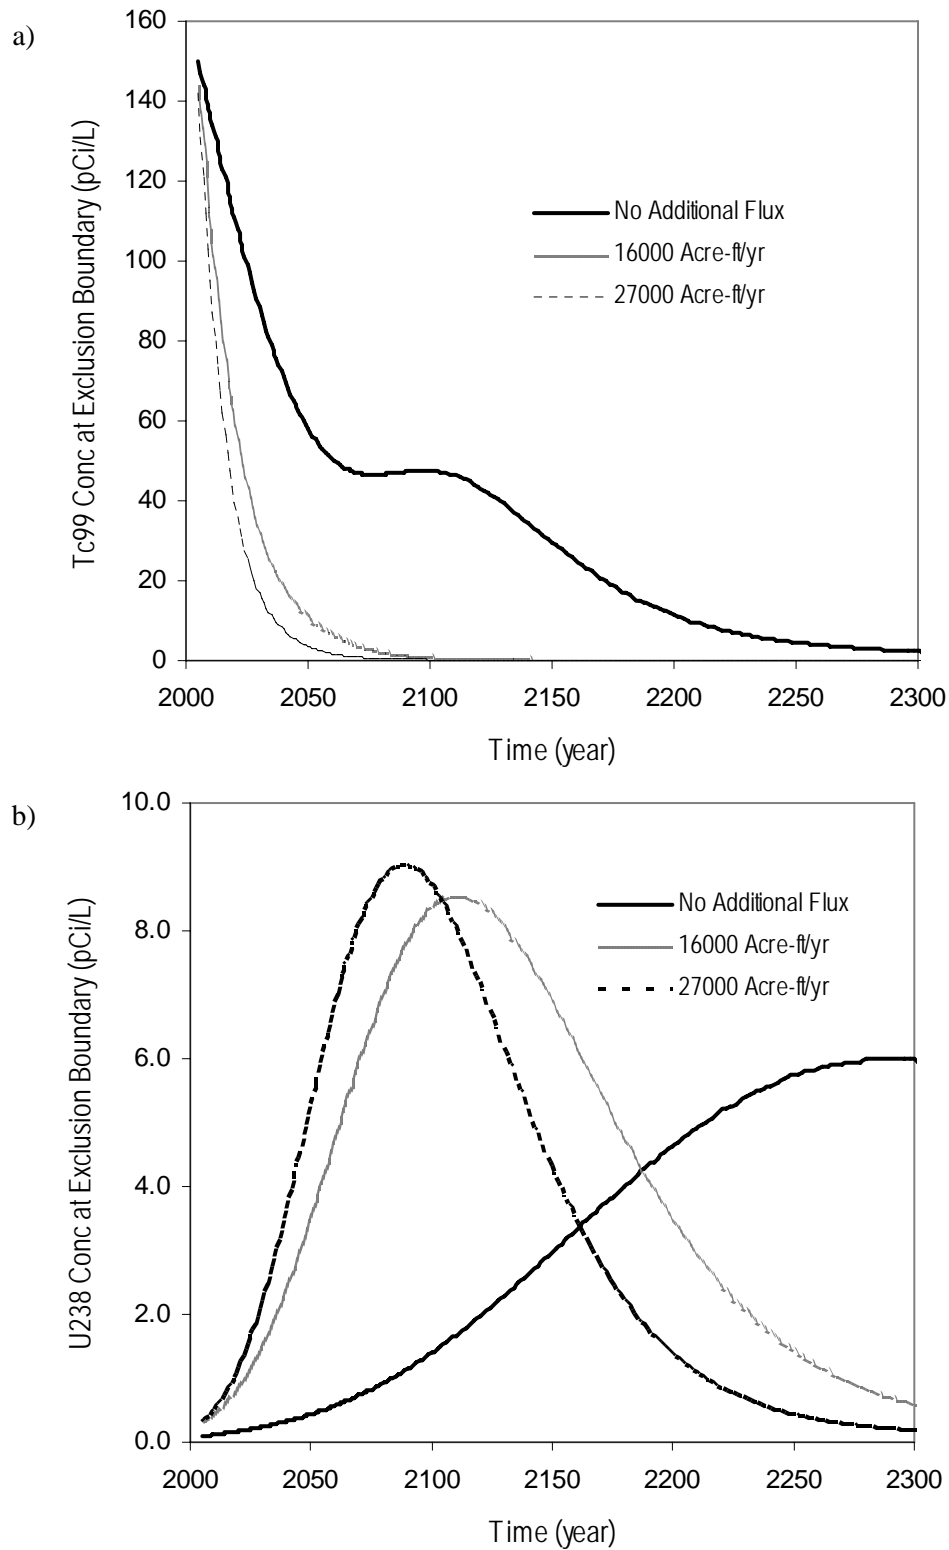 a)
160
140
120
100
80
60
40
20
0
Tc99 Conc at Exclusion Boundary (pCi/L)
No Additional Flux
16000 Acre-ft/yr
27000 Acre-ft/yr
2000 2050 2100 2150 2200 2250 2300
Time (year)
b)
10.0
8.0
6.0
4.0
2.0
0.0
U238 Conc at Exclusion Boundary (pCi/L)
No Additional Flux
16000 Acre-ft/yr
27000 Acre-ft/yr
2000 2050 2100 2150 2200 2250 2300
Time (year)